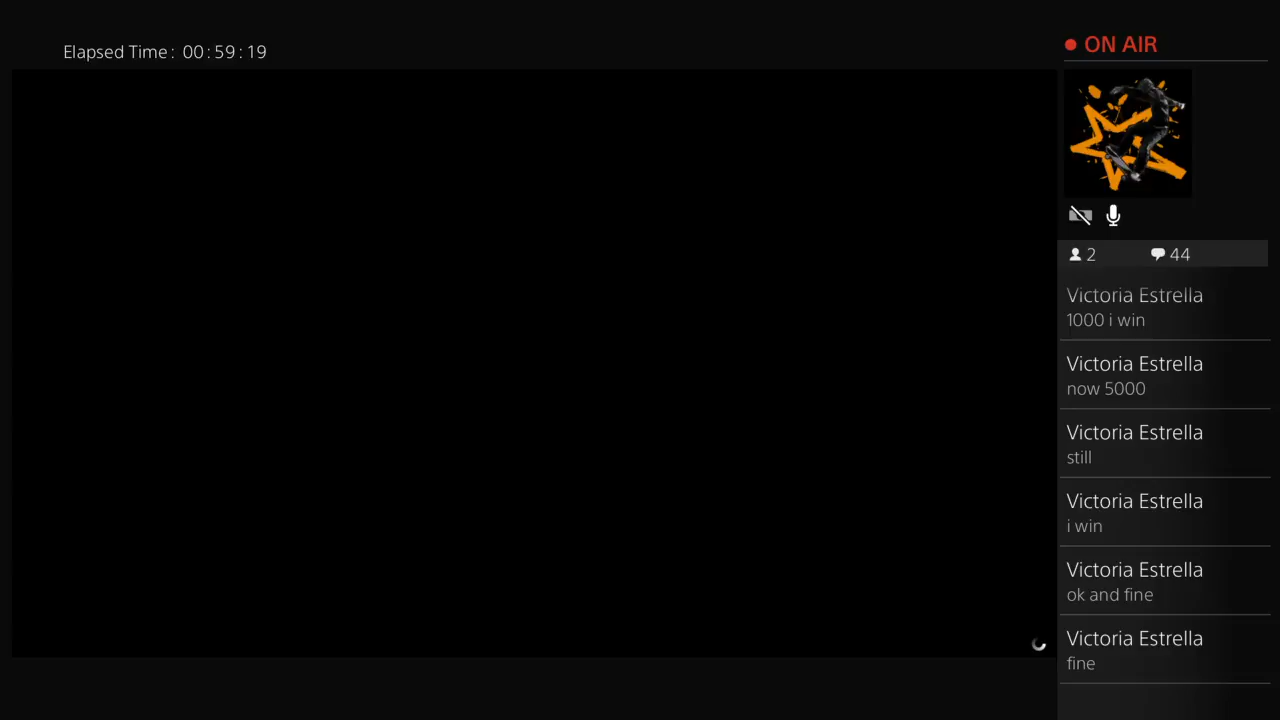 Elapsed Time: 00:59:19
ON AIR
2 44
Victoria Estrella
1000 i win
Victoria Estrella
now 5000
Victoria Estrella
still
Victoria Estrella
i win
Victoria Estrella
ok and fine
Victoria Estrella
fine